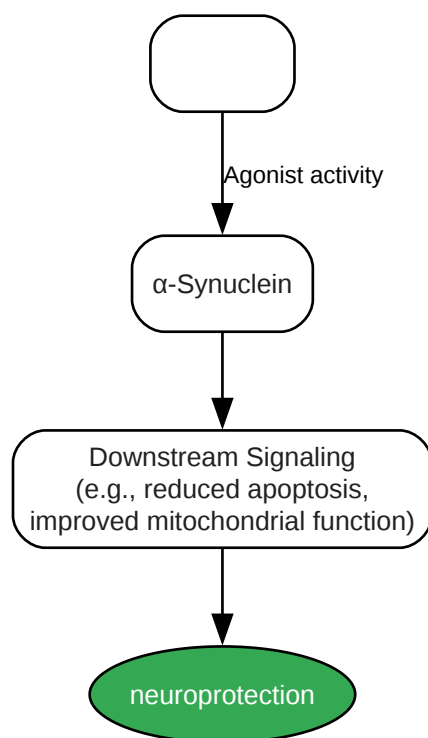 Agonist activity
α-Synuclein
Downstream Signaling
(e.g., reduced apoptosis,
improved mitochondrial function)
neuroprotection